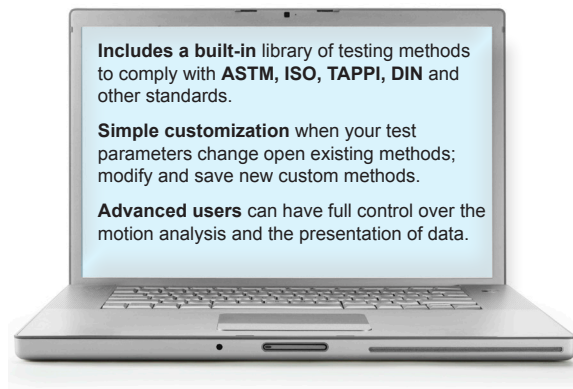 Includes a built-in library of testing methods
to comply with ASTM, ISO, TAPPI, DIN and
other standards.
Simple customization when your test
parameters change open existing methods;
modify and save new custom methods.
Advanced users can have full control over the
motion analysis and the presentation of data.